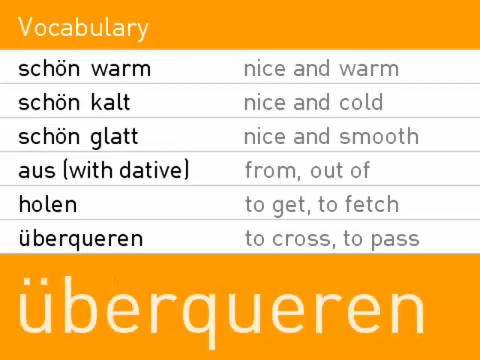 Vocabulary
schön warm nice and warm
schön kalt nice and cold
schön glatt nice and smooth
aus (with dative) from, out of
holen to get, to fetch
überqueren to cross, to pass
überqueren